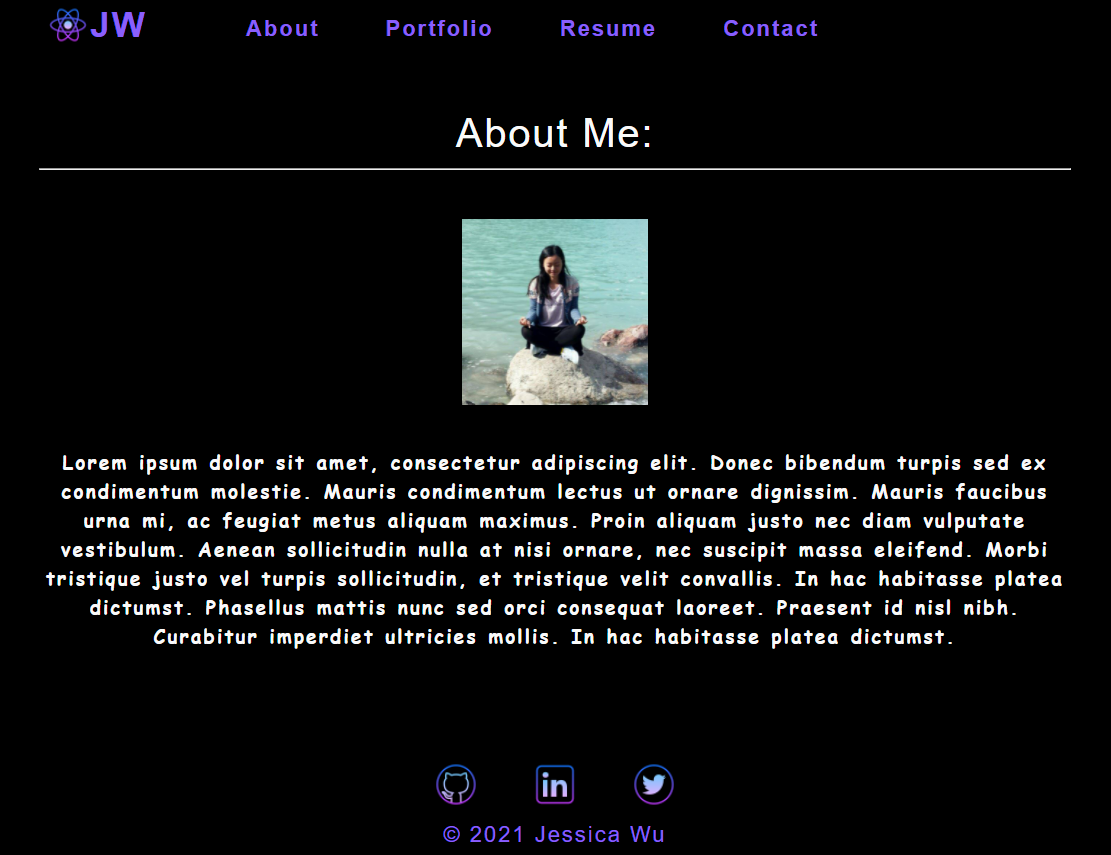 JW About Portfolio Resume Contact
About Me:
Lorem ipsum dolor sit amet, consectetur adipiscing elit. Donec bibendum turpis sed ex
condimentum molestie. Mauris condimentum lectus ut ornare dignissim. Mauris faucibus
urna mi, ac feugiat metus aliquam maximus. Proin aliquam justo nec diam vulputate
vestibulum. Aenean sollicitudin nulla at nisi ornare, nec suscipit massa eleifend. Morbi
tristique justo vel turpis sollicitudin, et tristique velit convallis. In hac habitasse platea
dictumst. Phasellus mattis nunc sed orci consequat laoreet. Praesent id nisl nibh.
Curabitur imperdiet ultricies mollis. In hac habitasse platea dictumst.
in
© 2021 Jessica Wu